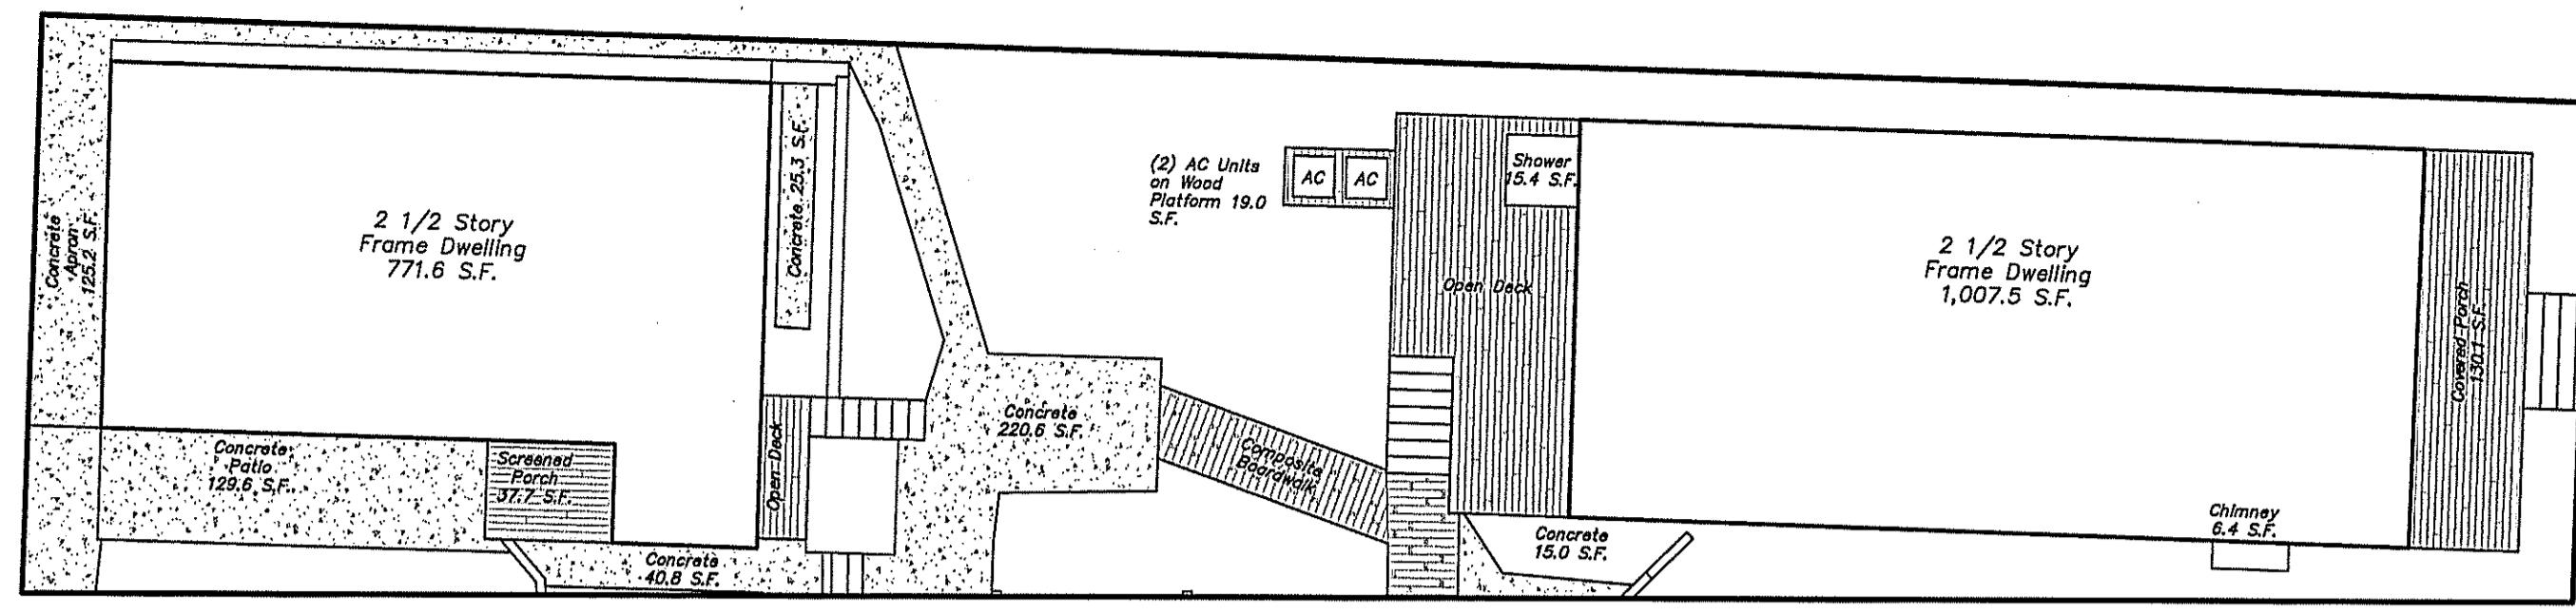 Concrete
Apron
125.2 S.F.
2 1/2 Story
Frame Dwelling
771.6 S.F.
Concrete 25.3 S.F.
Concrete
Patio
129.6 S.F.
Screened
Porch
37.7 S.F.
Open Deck
Concrete
40.8 S.F.
Concrete
220.6 S.F.
Composite
Boardwalk
(2) AC Units
on Wood
Platform 19.0
S.F.
AC
AC
Shower
15.4 S.F.
Open Deck
2 1/2 Story
Frame Dwelling
1,007.5 S.F.
Covered Porch
130.1 S.F.
Concrete
15.0 S.F.
Chimney
6.4 S.F.